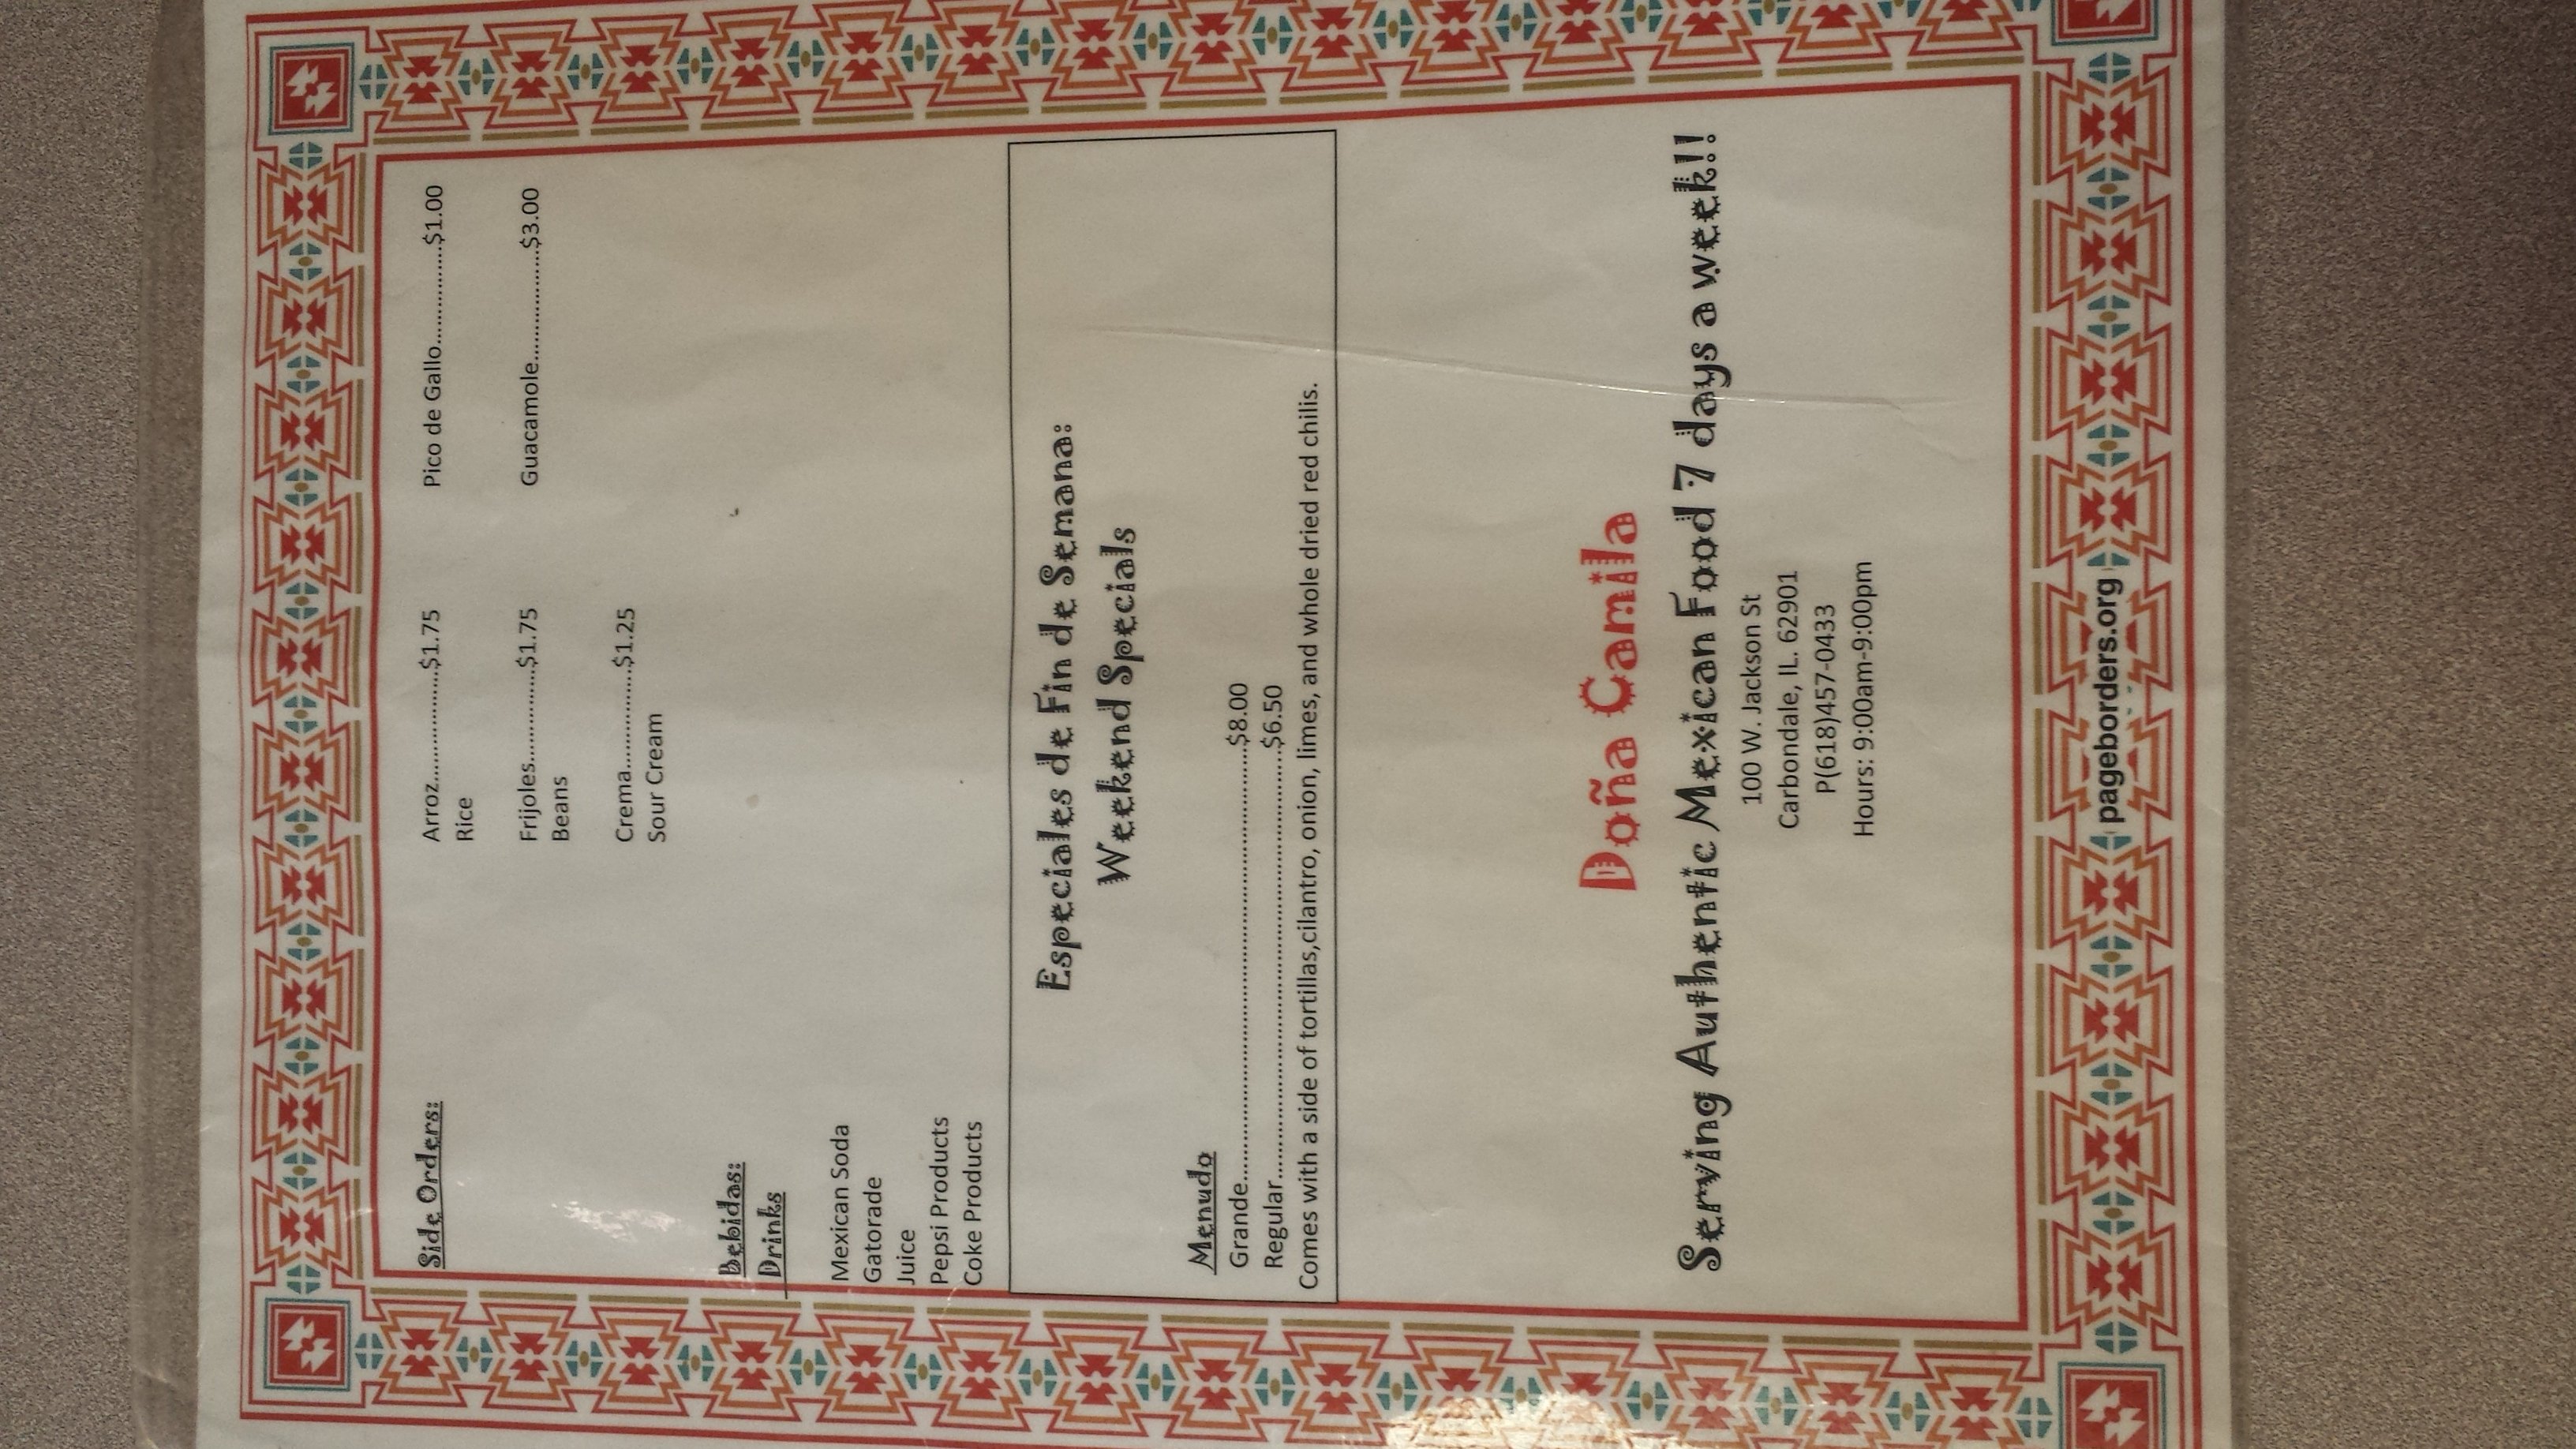 Side Orders:
Arroz................$1.75
Rice
Pico de Gallo................$1.00
Frijoles..............$1.75
Beans
Guacamole................$3.00
Crema..............$1.25
Sour Cream
Bebidas:
Drinks
Mexican Soda
Gatorade
Juice
Pepsi Products
Coke Products
Especiales de Fin de Semana:
Weekend Specials
Menudo
Grande................................................................$8.00
Regular...............................................................$6.50
Comes with a side of tortillas,cilantro, onion, limes, and whole dried red chilis.
Doña Camila
Serving Authentic Mexican Food 7 days a week!!
100 W. Jackson St
Carbondale, IL. 62901
P(618)457-0433
Hours: 9:00am-9:00pm
pageborders.org